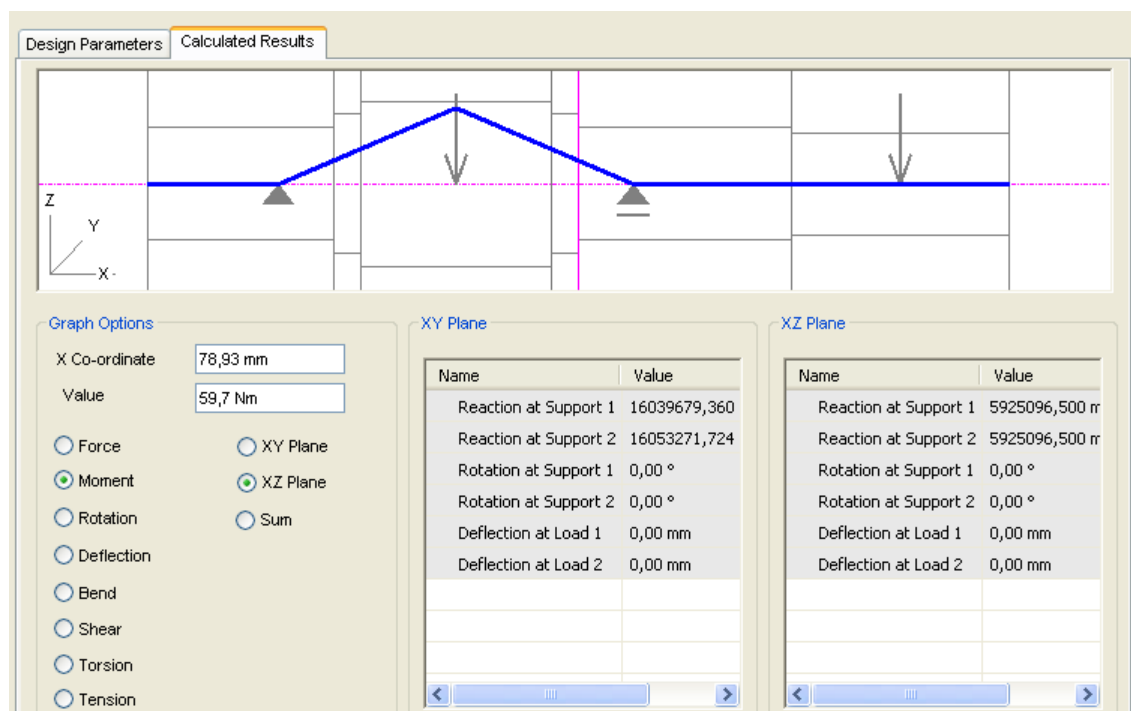 Design Parameters Calculated Results
Z
Y
X
Graph Options
X Co-ordinate 78,93 mm
Value 59,7 Nm
Force XY Plane
Moment XZ Plane
Rotation Sum
Deflection
Bend
Shear
Torsion
Tension
XY Plane
Name Value
Reaction at Support 1 16039679,360
Reaction at Support 2 16053271,724
Rotation at Support 1 0,00 °
Rotation at Support 2 0,00 °
Deflection at Load 1 0,00 mm
Deflection at Load 2 0,00 mm
XZ Plane
Name Value
Reaction at Support 1 5925096,500 m
Reaction at Support 2 5925096,500 m
Rotation at Support 1 0,00 °
Rotation at Support 2 0,00 °
Deflection at Load 1 0,00 mm
Deflection at Load 2 0,00 mm